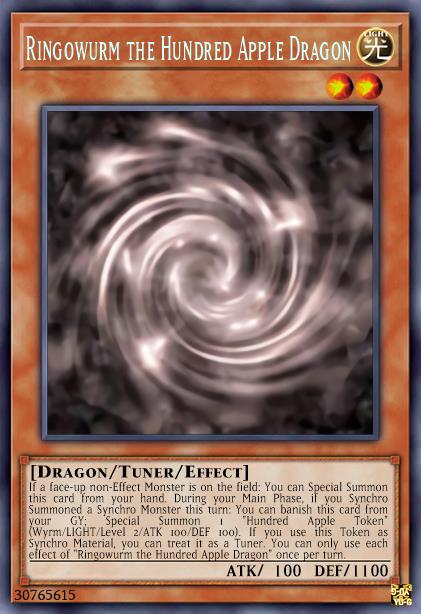 RINGOWURM THE HUNDRED APPLE DRAGON
LIGHT
光
[DRAGON/TUNER/EFFECT]
If a face-up non-Effect Monster is on the field: You can Special Summon
this card from your hand. During your Main Phase, if you Synchro
Summoned a Synchro Monster this turn: You can banish this card from
your GY; Special Summon 1 "Hundred Apple Token"
(Wyrm/LIGHT/Level 2/ATK 100/DEF 100). If you use this Token as
Synchro Material, you can treat it as a Tuner. You can only use each
effect of "Ringowurm the Hundred Apple Dragon" once per turn.
ATK/ 100 DEF/1100
30765615